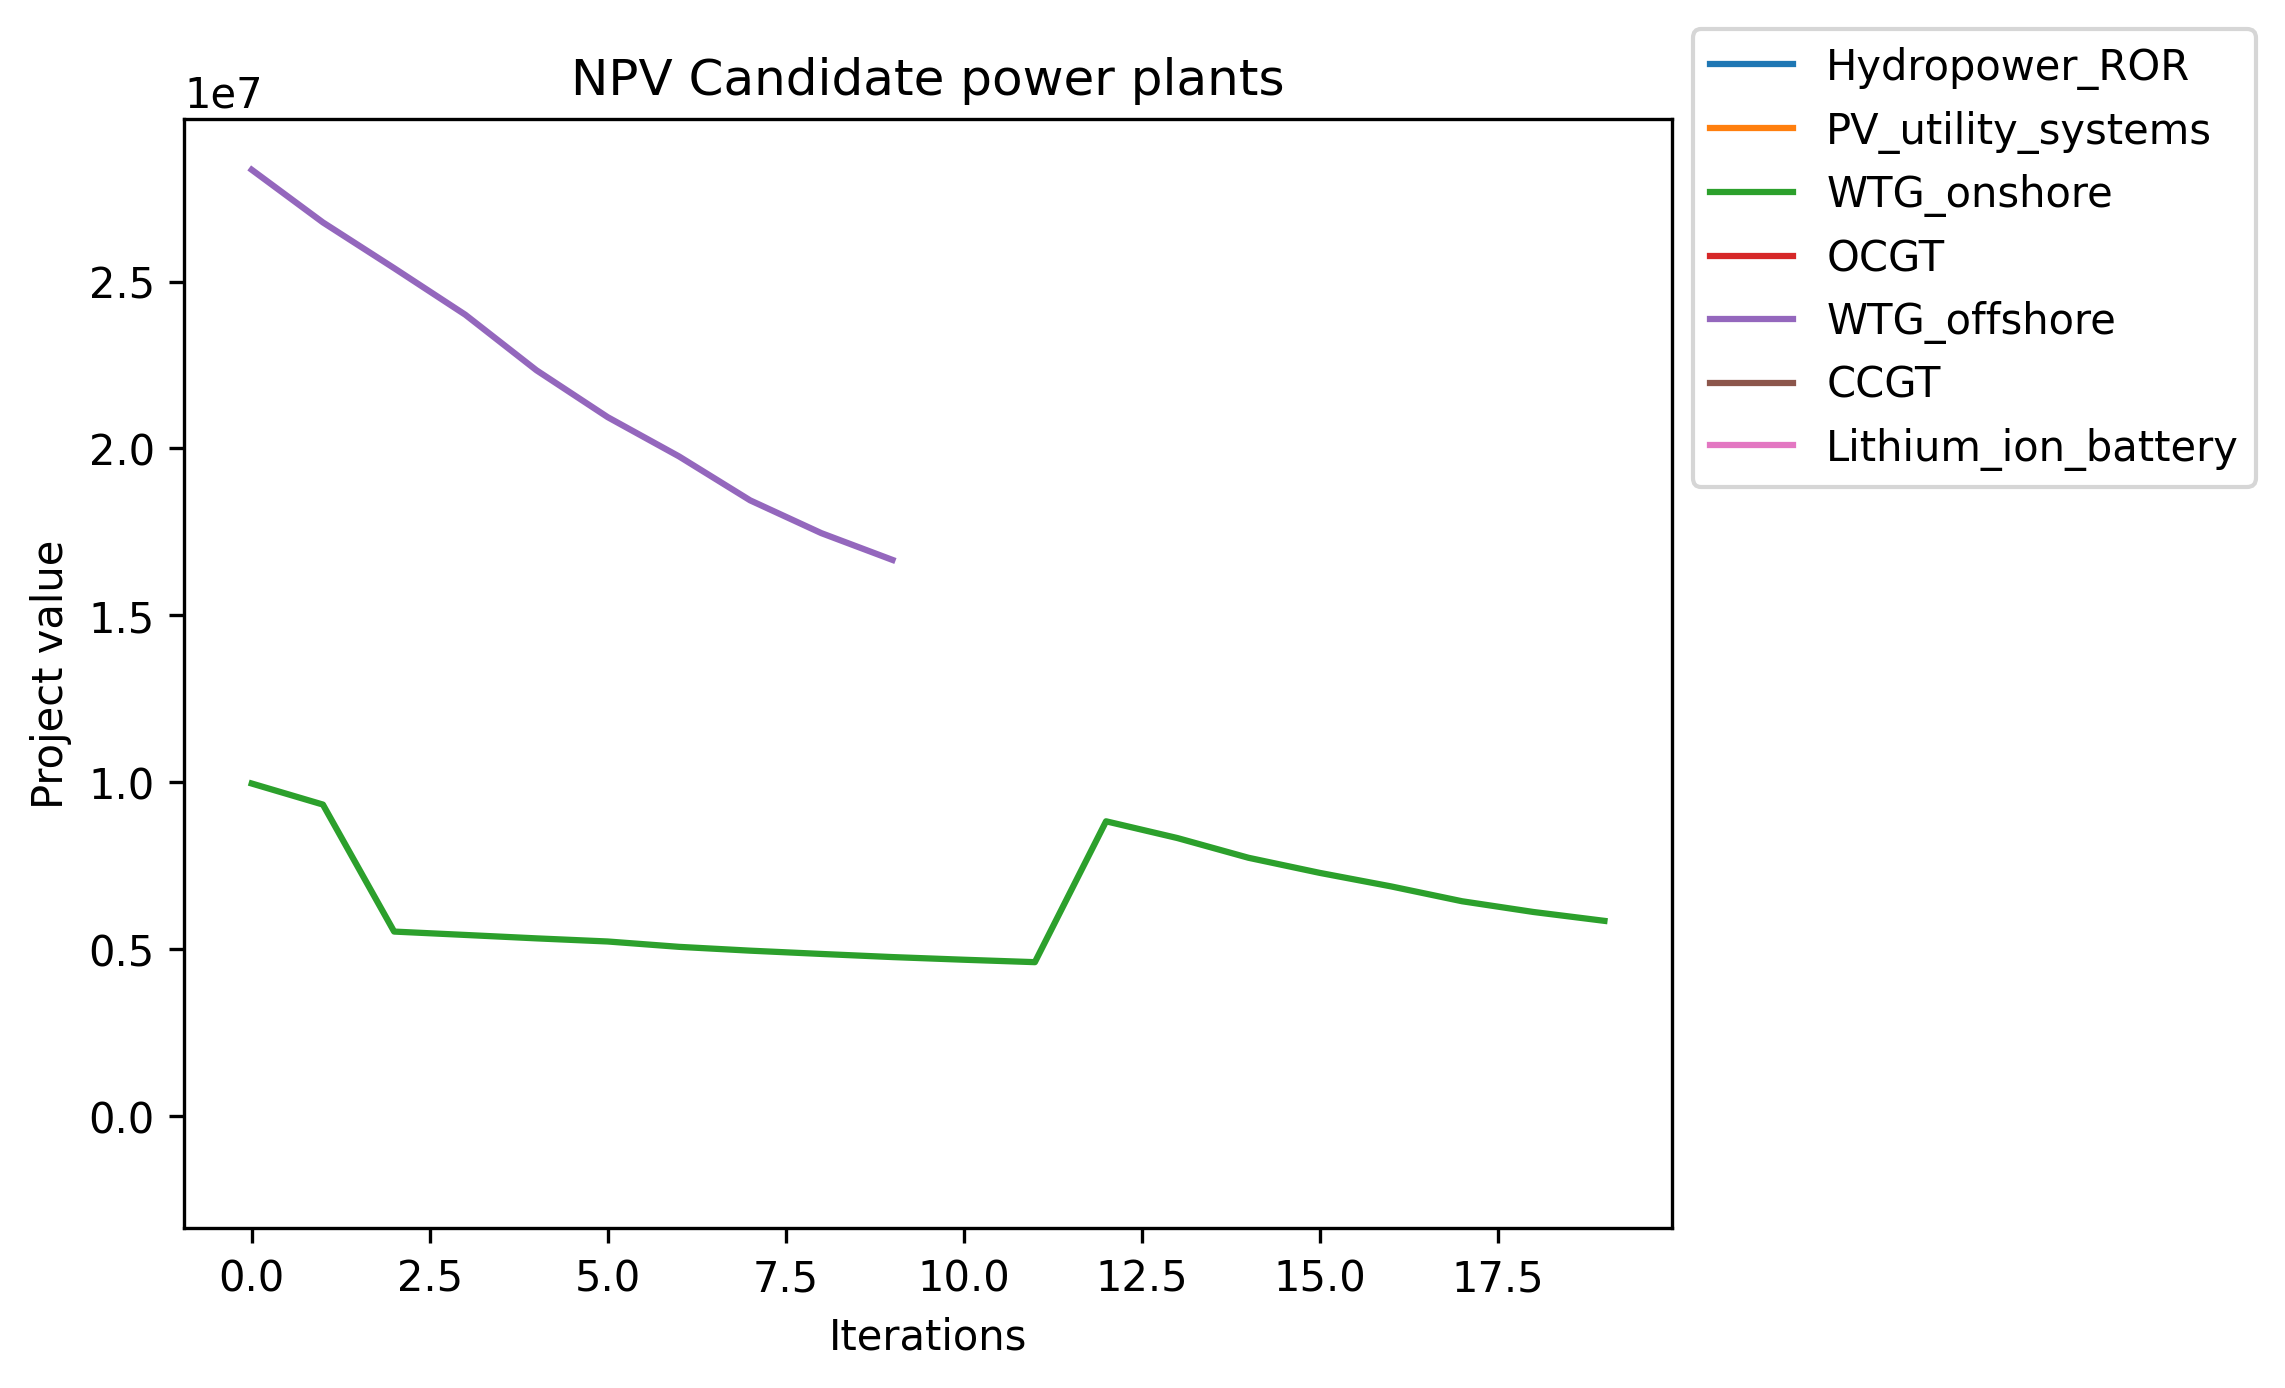 NPV Candidate power plants
1e7
2.5
2.0
1.5
1.0
0.5
0.0
Project value
0.0 2.5 5.0 7.5 10.0 12.5 15.0 17.5
Iterations
Hydropower_ROR
PV_utility_systems
WTG_onshore
OCGT
WTG_offshore
CCGT
Lithium_ion_battery